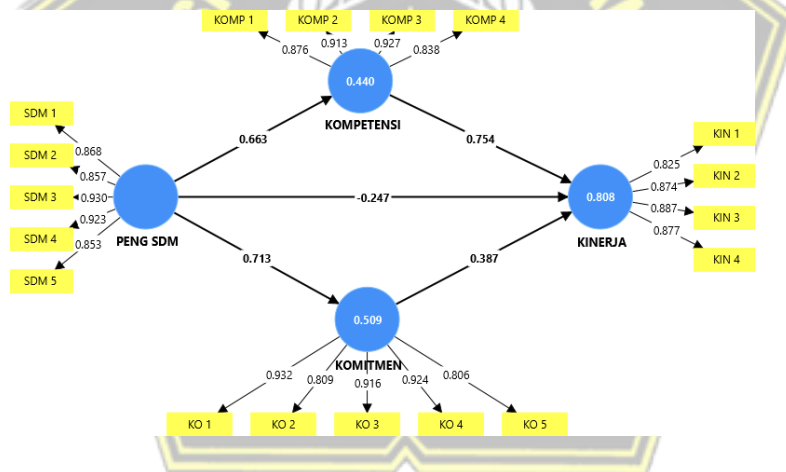 KOMP 1 KOMP 2 KOMP 3 KOMP 4
0.876 0.913 0.927 0.838
0.440
KOMPETENSI
SDM 1
SDM 2
SDM 3
SDM 4
SDM 5
0.868
0.857
0.930
0.923
0.853
PENG SDM
0.663
0.754
-0.247
0.713
0.387
KIN 1
KIN 2
KIN 3
KIN 4
0.825
0.874
0.887
0.877
0.808
KINERJA
0.509
KOMITMEN
0.932 0.809 0.916 0.924 0.806
KO 1 KO 2 KO 3 KO 4 KO 5